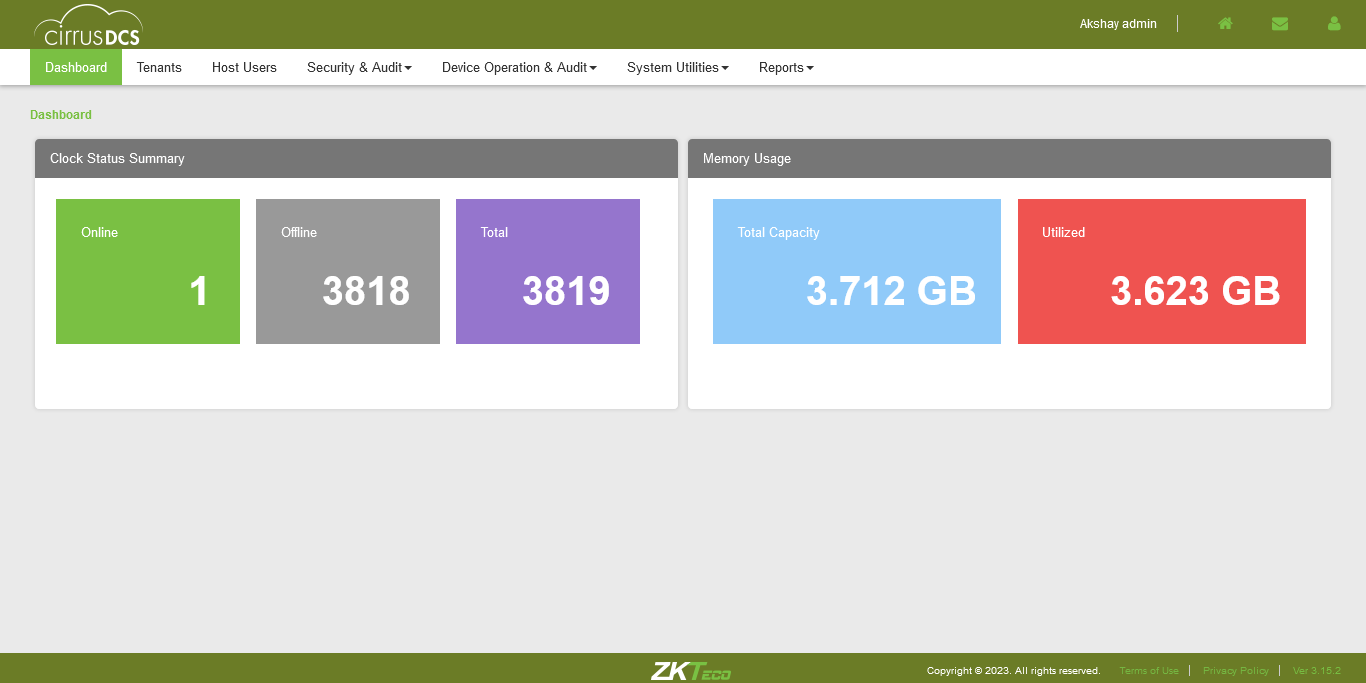 cirrusDCS
Akshay admin
Dashboard Tenants Host Users Security & Audit Device Operation & Audit System Utilities Reports
Dashboard
Clock Status Summary
Online
1
Offline
3818
Total
3819
Memory Usage
Total Capacity
3.712 GB
Utilized
3.623 GB
ZKTECO
Copyright © 2023. All rights reserved. Terms of Use Privacy Policy Ver 3.15.2